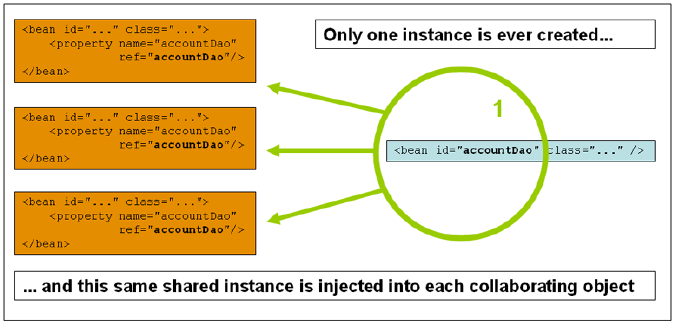 <bean id="..." class="...">
<property name="accountDao"
ref="accountDao"/>
</bean>
Only one instance is ever created...
1
<bean id="..." class="...">
<property name="accountDao"
ref="accountDao"/>
</bean>
<bean id="accountDao" class="..." />
<bean id="..." class="...">
<property name="accountDao"
ref="accountDao"/>
</bean>
... and this same shared instance is injected into each collaborating object